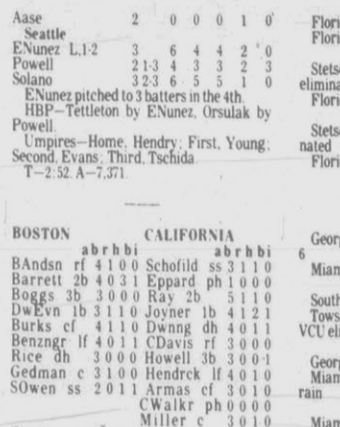 Aase 2 0 0 0 1 0
Seattle
ENunez L,1-2 3 6 4 4 2 0
Powell 2 1-3 4 3 3 2 3
Solano 3 2-3 6 5 5 1 0
ENunez pitched to 3 batters in the 4th.
HBP—Tettleton by ENunez, Orsulak by
Powell.
Umpires—Home, Hendry; First, Young;
Second, Evans; Third, Tschida.
T—2:52. A—7,371.
BOSTON CALIFORNIA
ab r h bi ab r h bi
BAndsn rf 4 1 0 0 Schofild ss 3 1 1 0
Barrett 2b 4 0 3 1 Eppard ph 1 0 0 0
Boggs 3b 3 0 0 0 Ray 2b 5 1 1 0
DwEvn 1b 3 1 1 0 Joyner 1b 4 1 2 1
Burks cf 4 1 1 0 Dwnng dh 4 0 1 1
Benzngr lf 4 0 1 1 CDavis rf 3 0 0 0
Rice dh 3 0 0 0 Howell 3b 3 0 0 1
Gedman c 3 1 0 0 Hendrck lf 4 0 1 0
SOwen ss 2 0 1 1 Armas cf 3 0 1 0
CWalkr ph 0 0 0 0
Miller c 3 0 1 0
Flori
Flori
Stets
elimina
Flori
Stets
nated
Flori
Geor
6
Miam
South
Tows
VCU eli
Geor
Miam
rain
Miam